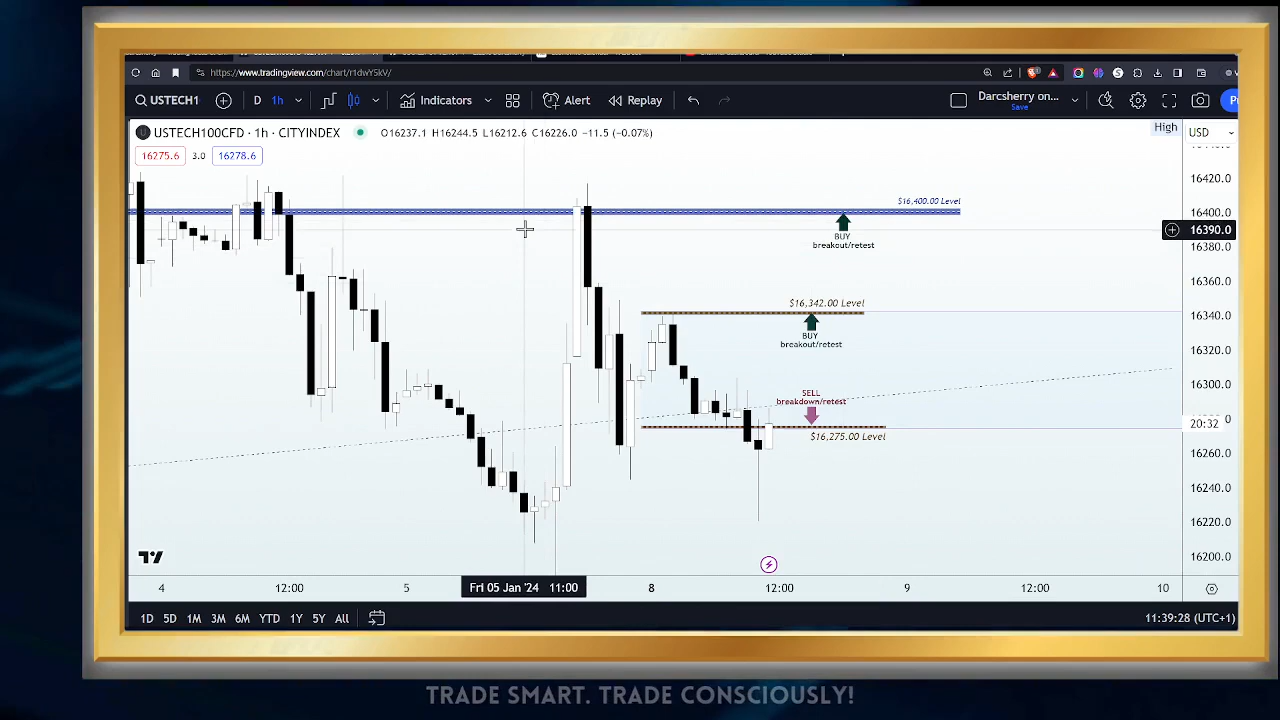 https://www.tradingview.com/chart/r1dwY5kV/
USTECH1
D 1h
Indicators
Alert
Replay
Darcsherry on...
Save
USTECH100CFD · 1h · CITYINDEX
O16237.1 H16244.5 L16212.6 C16226.0 −11.5 (−0.07%)
High
USD
16275.6
3.0
16278.6
16420.0
$16,400.00 Level
16400.0
16390.0
BUY
breakout/retest
16380.0
16360.0
$16,342.00 Level
16340.0
BUY
breakout/retest
16320.0
16300.0
SELL
breakdown/retest
20:32
$16,275.00 Level
16260.0
16240.0
16220.0
16200.0
4
12:00
5
Fri 05 Jan '24 11:00
8
12:00
9
12:00
10
1D 5D 1M 3M 6M YTD 1Y 5Y All
11:39:28 (UTC+1)
TRADE SMART. TRADE CONSCIOUSLY!